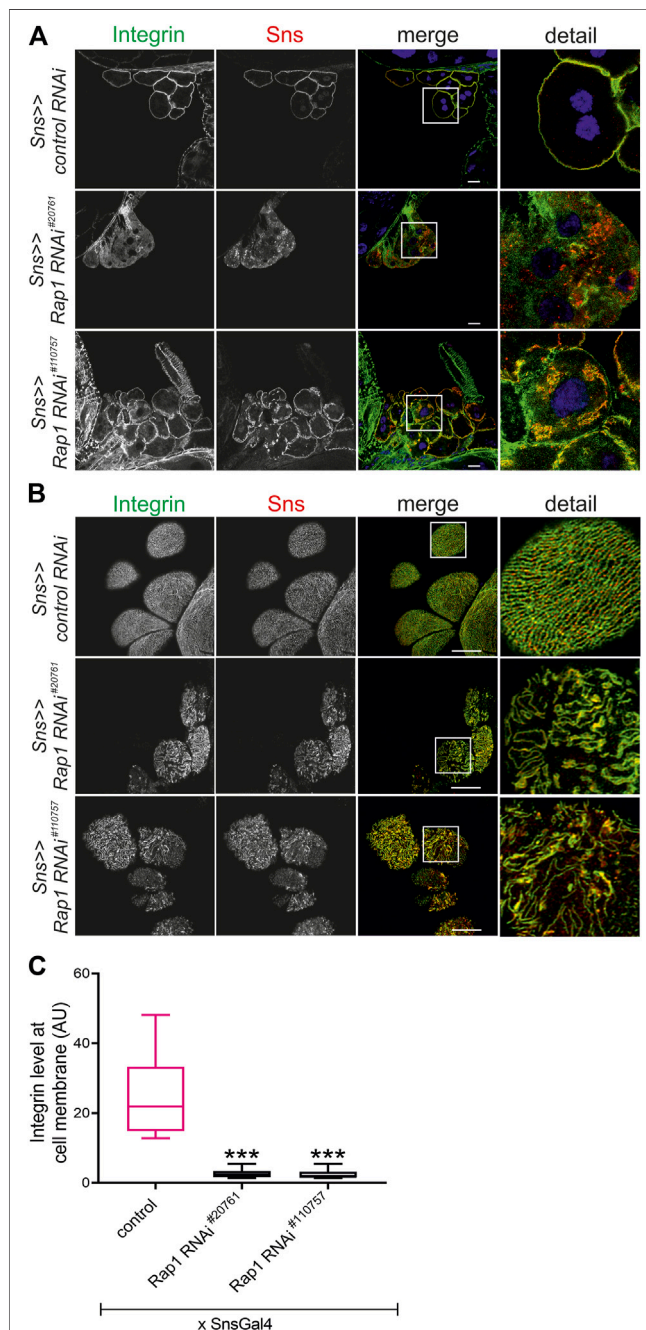 A
Integrin Sns merge detail
Sns>>
control RNAi
Sns>>
Rap1 RNAi #20761
Sns>>
Rap1 RNAi #110757
B
Integrin Sns merge detail
Sns>>
control RNAi
Sns>>
Rap1 RNAi #20761
Sns>>
Rap1 RNAi #110757
C
Integrin level at
cell membrane (AU)
60
40
20
0
*** ***
control
Rap1 RNAi #20761
Rap1 RNAi #110757
x SnsGal4